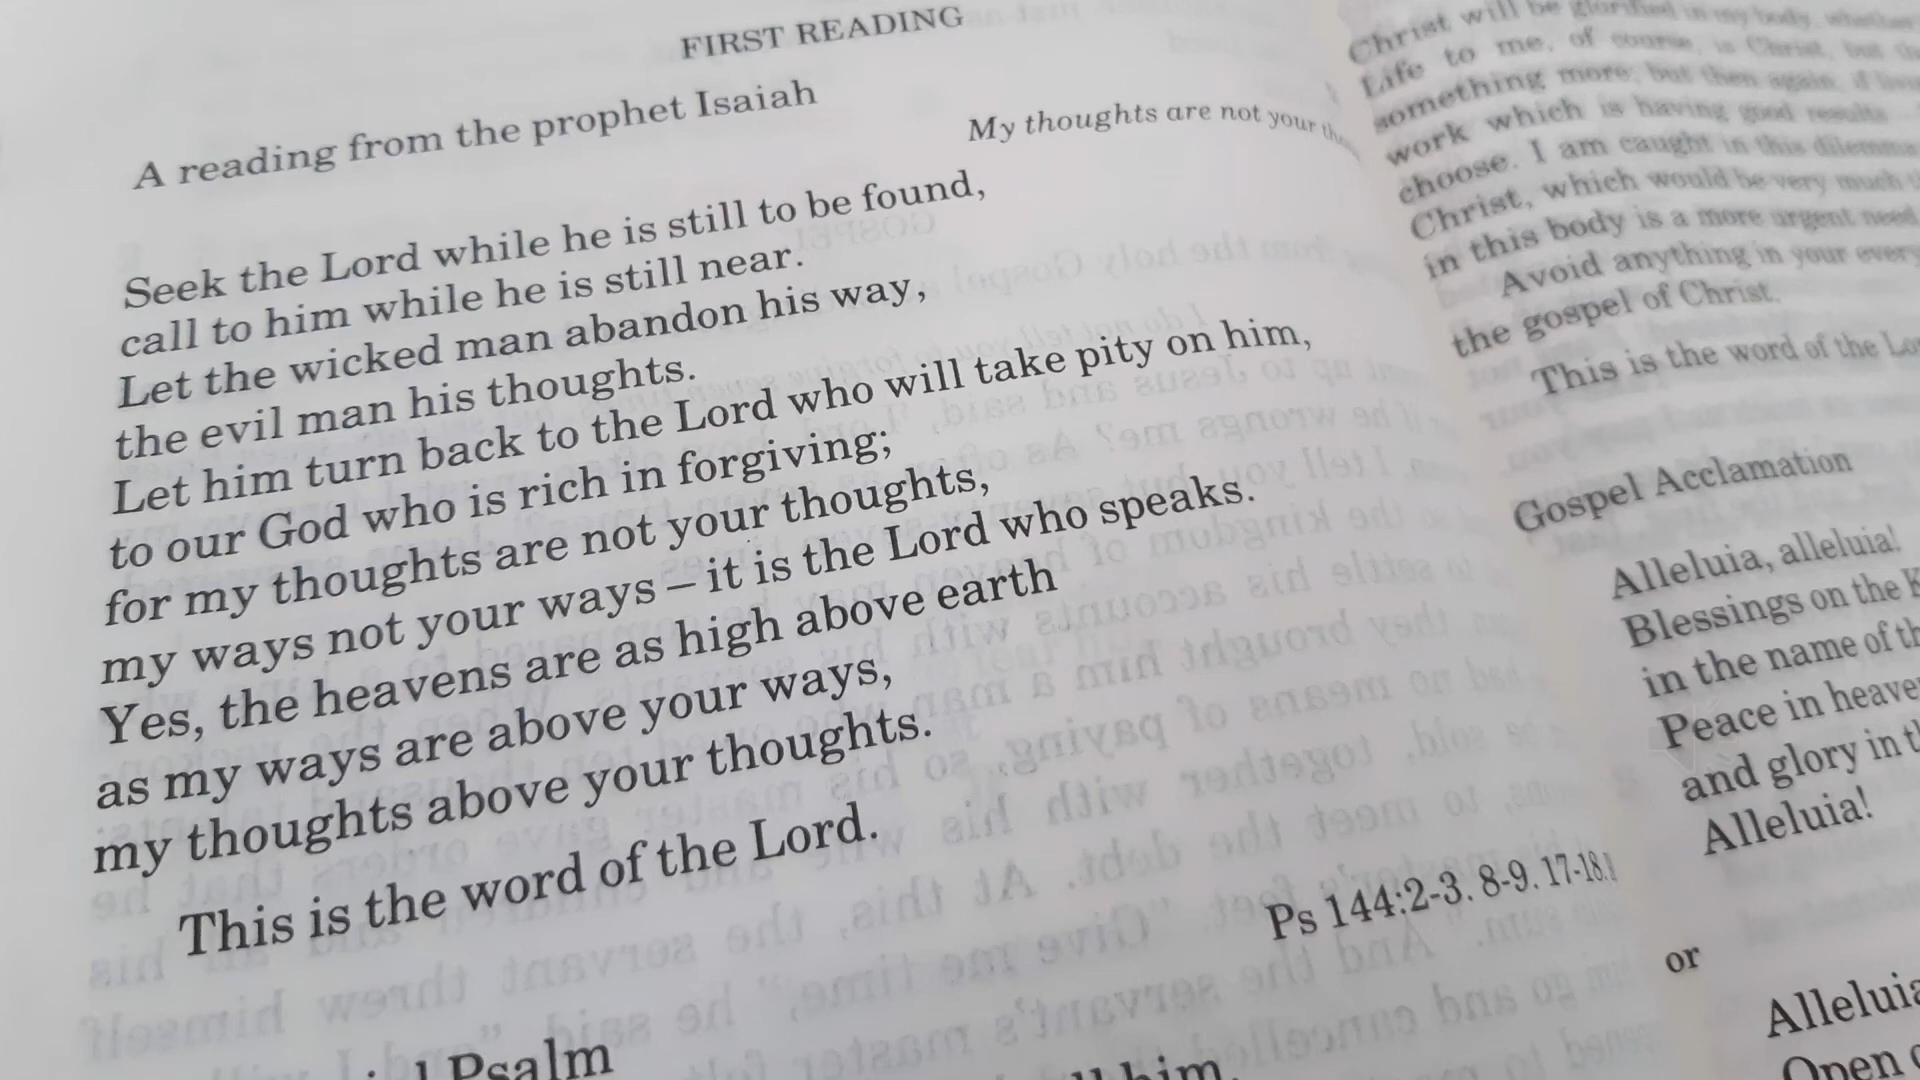 FIRST READING
A reading from the prophet Isaiah
My thoughts are not your
Seek the Lord while he is still to be found,
call to him while he is still near.
Let the wicked man abandon his way,
the evil man his thoughts.
Let him turn back to the Lord who will take pity on him,
to our God who is rich in forgiving;
for my thoughts are not your thoughts,
my ways not your ways – it is the Lord who speaks.
Yes, the heavens are as high above earth
as my ways are above your ways,
my thoughts above your thoughts.
This is the word of the Lord.
Ps 144:2-3. 8-9. 17-18.
Psalm
him.
Christ will be glorified in my body, whether
Life to me, of course, is Christ, but
something more; but then again, if
work which is having good results
choose. I am caught in this dilemma
Christ, which would be very much
in this body is a more urgent need
Avoid anything in your every
the gospel of Christ.
This is the word of the
Gospel Acclamation
Alleluia, alleluia!
Blessings on the
in the name of
Peace in
and glory in
Alleluia!
or
Alleluia
Open